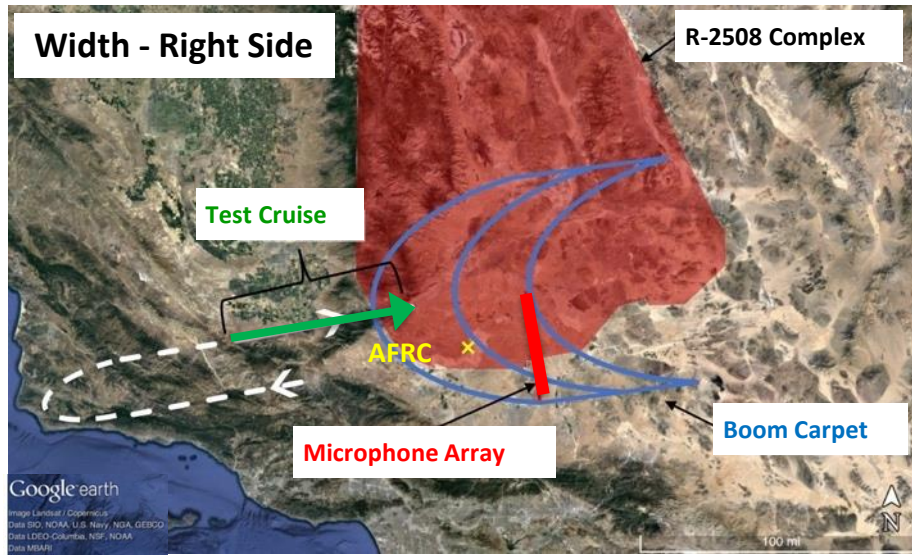 Width - Right Side
R-2508 Complex
Test Cruise
AFRC
Boom Carpet
Microphone Array
Google earth
Image Landsat / Copernicus
Data SIO, NOAA, U.S. Navy, NGA, GEBCO
Data LDEO-Columbia, NSF, NOAA
Data MBARI
N
100 mi